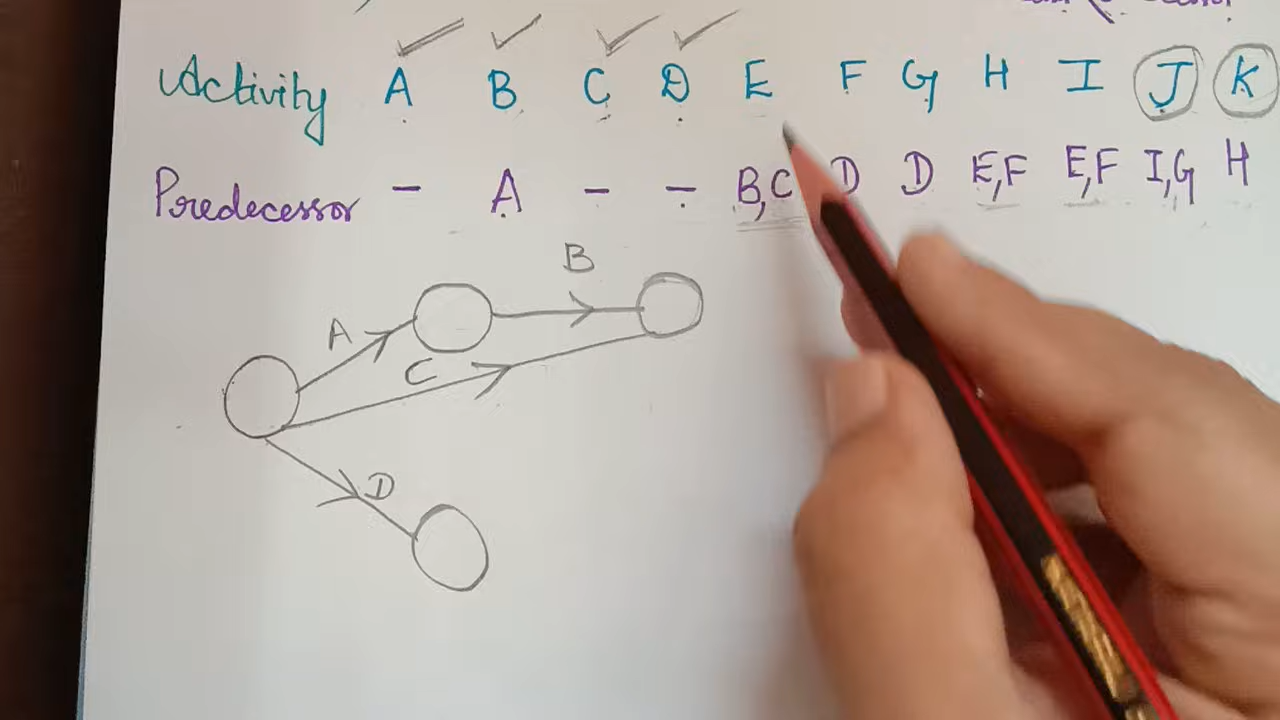 Activity A B C D E F G H I J K
Predecessor - A - - B,C D D E,F E,F I,G H
B
A
C
D